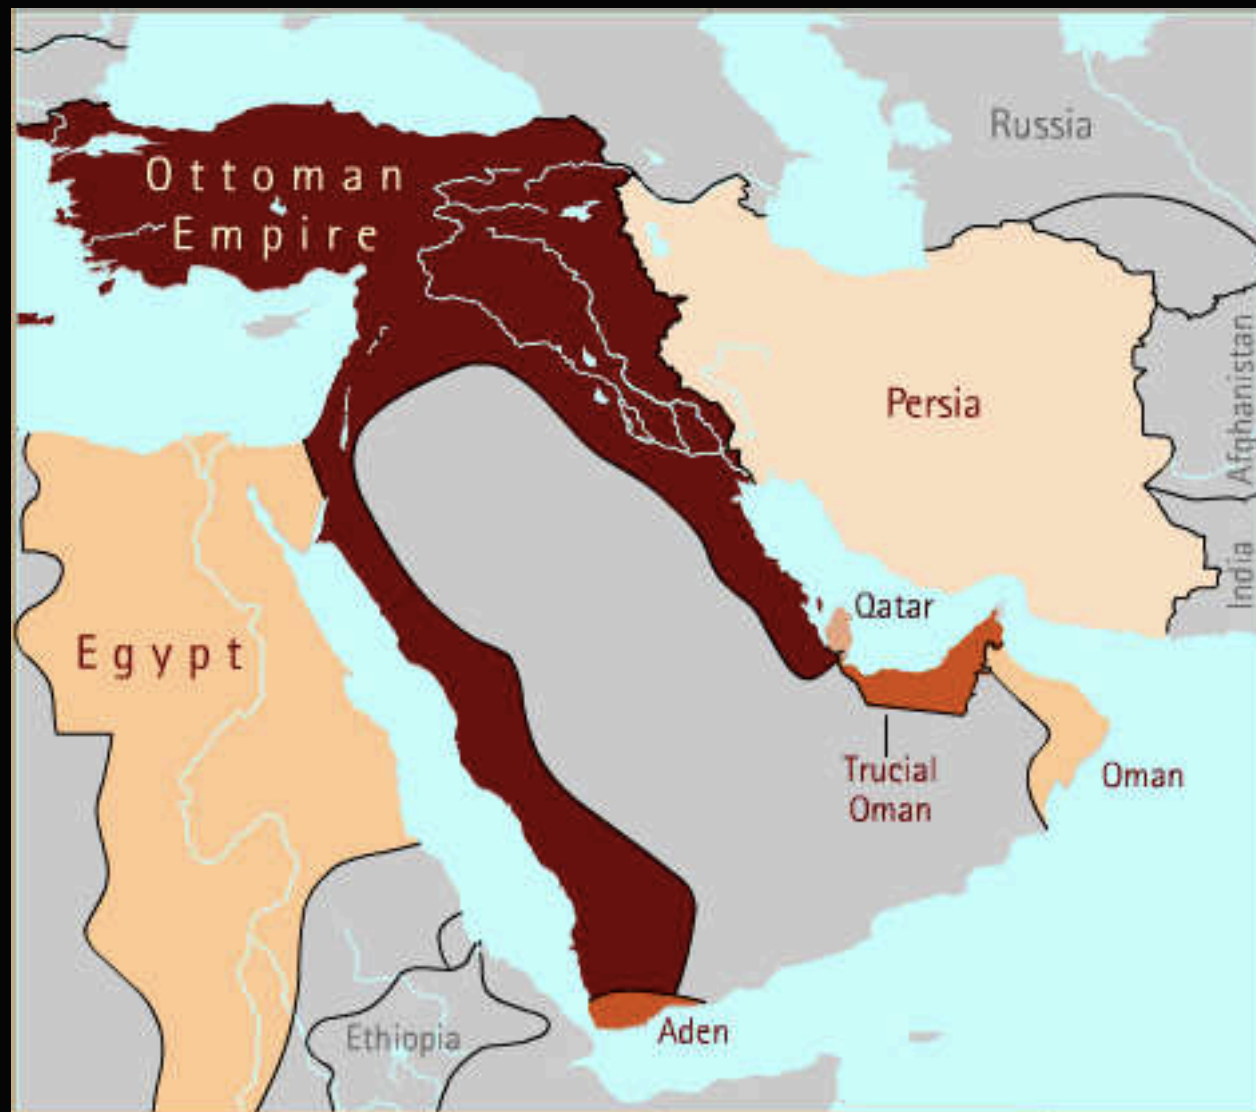 Russia
Ottoman
Empire
Afghanistan
Persia
India
Qatar
Egypt
Trucial
Oman
Oman
Aden
Ethiopia